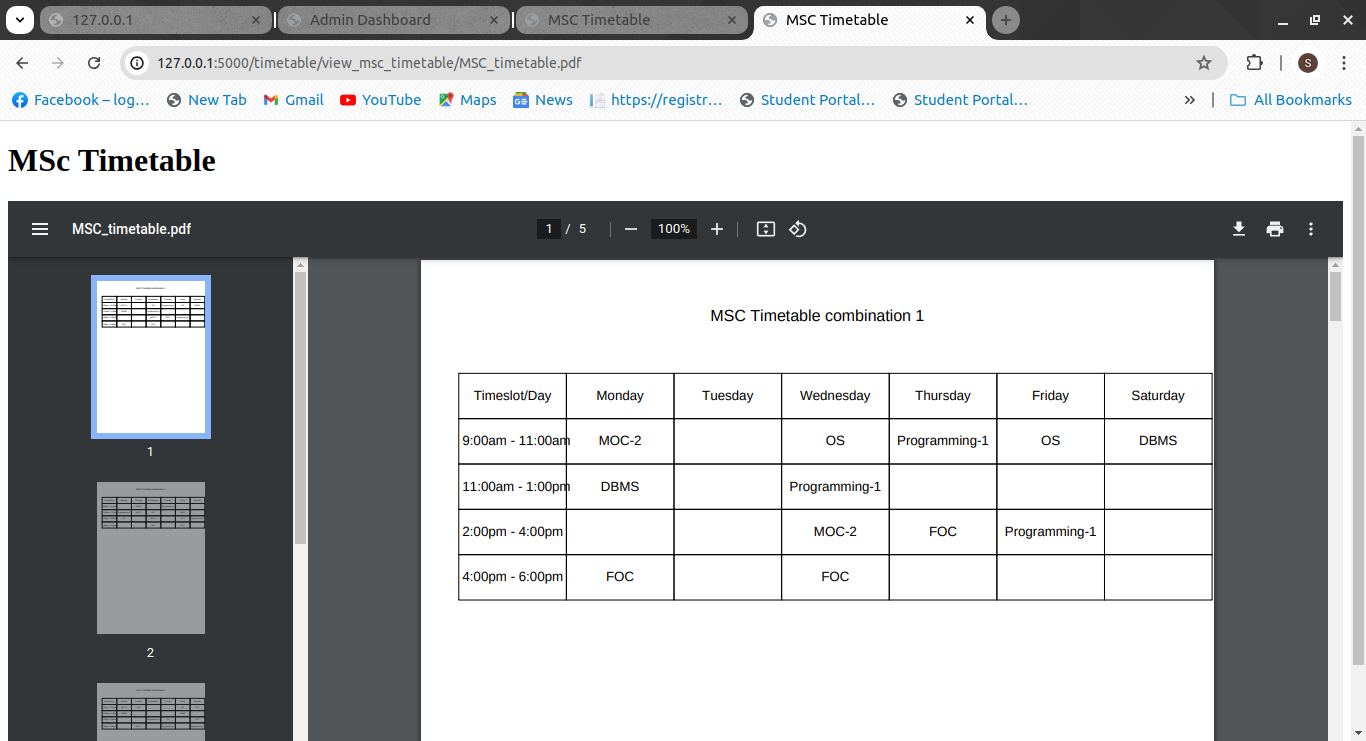 127.0.0.1 Admin Dashboard MSC Timetable MSC Timetable
127.0.0.1:5000/timetable/view_msc_timetable/MSC_timetable.pdf S
Facebook – log… New Tab Gmail YouTube Maps News https://registr… Student Portal… Student Portal… » All Bookmarks
MSc Timetable
MSC_timetable.pdf 1 / 5 100%
MSC Timetable combination 1
Timeslot/Day Monday Tuesday Wednesday Thursday Friday Saturday
9:00am - 11:00am MOC-2 OS Programming-1 OS DBMS
11:00am - 1:00pm DBMS Programming-1
2:00pm - 4:00pm MOC-2 FOC Programming-1
4:00pm - 6:00pm FOC FOC
1
2